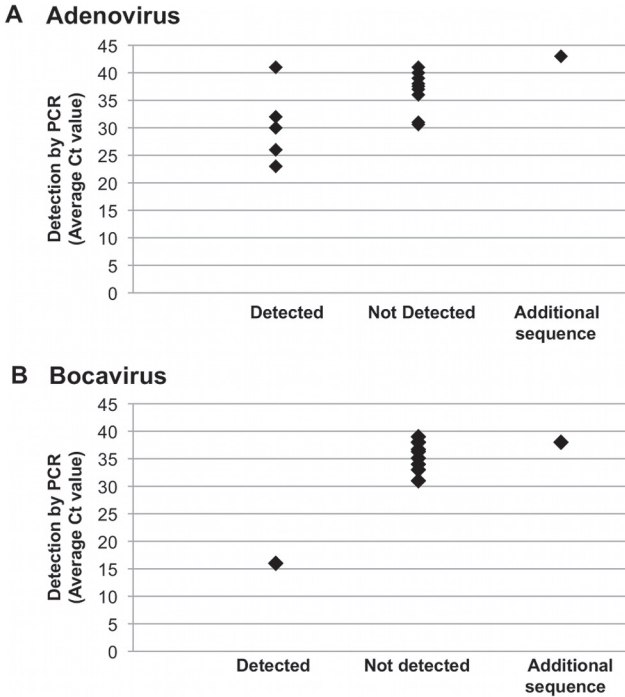 A Adenovirus
Detection by PCR
(Average Ct value)
45
40
35
30
25
20
15
10
5
0
Detected Not Detected Additional
sequence
B Bocavirus
Detection by PCR
(Average Ct value)
45
40
35
30
25
20
15
10
5
0
Detected Not detected Additional
sequence